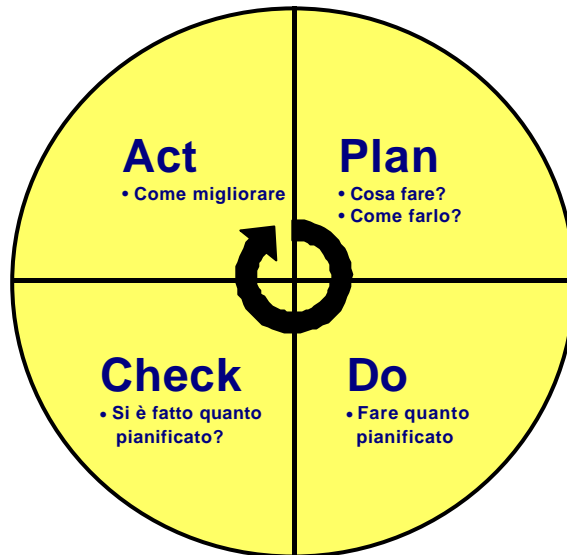 Act
• Come migliorare
Plan
• Cosa fare?
• Come farlo?
Check
• Si è fatto quanto
pianificato?
Do
• Fare quanto
pianificato